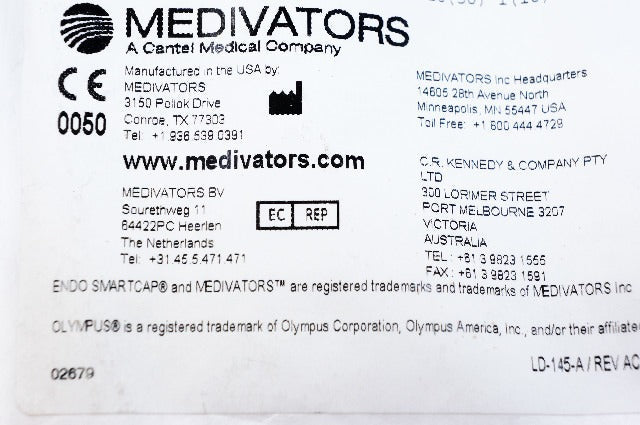 MEDIVATORS
A Cantel Medical Company
CE
0050
Manufactured in the USA by:
MEDIVATORS
3150 Pollok Drive
Conroe, TX 77303
Tel: +1 936 539 0391
MEDIVATORS Inc Headquarters
14605 28th Avenue North
Minneapolis, MN 55447 USA
Toll Free: +1 800 444 4729
www.medivators.com
MEDIVATORS BV
Sourethweg 11
6422PC Heerlen
The Netherlands
Tel: +31 45 5 471 471
EC REP
C.R. KENNEDY & COMPANY PTY
LTD
300 LORIMER STREET
PORT MELBOURNE 3207
VICTORIA
AUSTRALIA
TEL: +61 3 9823 1555
FAX: +61 3 9823 1591
ENDO SMARTCAP® and MEDIVATORS™ are registered trademarks and trademarks of MEDIVATORS Inc
OLYMPUS® is a registered trademark of Olympus Corporation, Olympus America, Inc., and/or their affiliate
LD-145-A / REV AC
02679